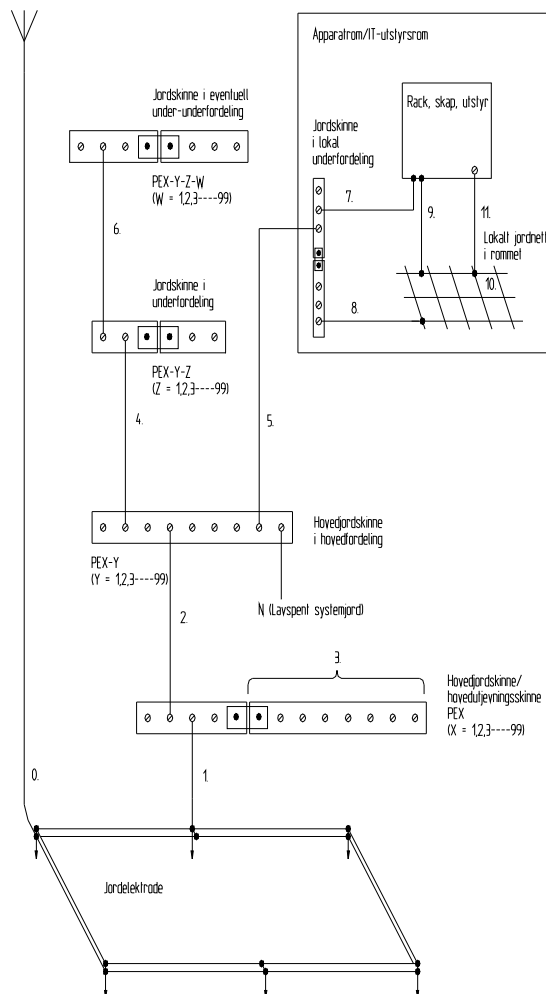 Apparatrom/IT-utstyrsrom
Jordskinne i eventuell
under-underfordeling
Rack, skap, utstyr
Jordskinne
i lokal
underfordeling
PEX-Y-Z-W
(W = 1,2,3----99)
7.
9.
11.
6.
Lokalt jordnett
i rommet
10.
Jordskinne i
underfordeling
8.
PEX-Y-Z
(Z = 1,2,3----99)
4.
5.
Hovedjordskinne
i hovedfordeling
PEX-Y
(Y = 1,2,3----99)
N (Lavspent systemjord)
2.
3.
Hovedjordskinne/
hovedutjevningsskinne
PEX
(X = 1,2,3----99)
0.
1.
Jordelektrode